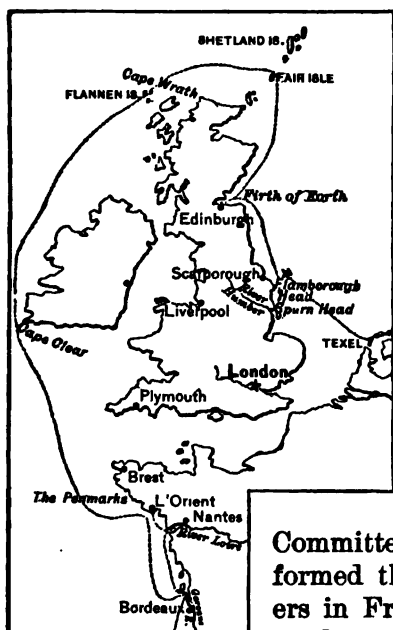 SHETLAND IS.
FAIR ISLE
Cape Wrath
FLANNEN IS.
Firth of Forth
Edinburgh
Scarborough
Flamborough
Head
River
Humber
Spurn Head
Liverpool
Cape Clear
TEXEL
London
Plymouth
Brest
The Penmarks
L'Orient
Nantes
River Loire
Bordeaux
Committe
formed th
ers in Fr